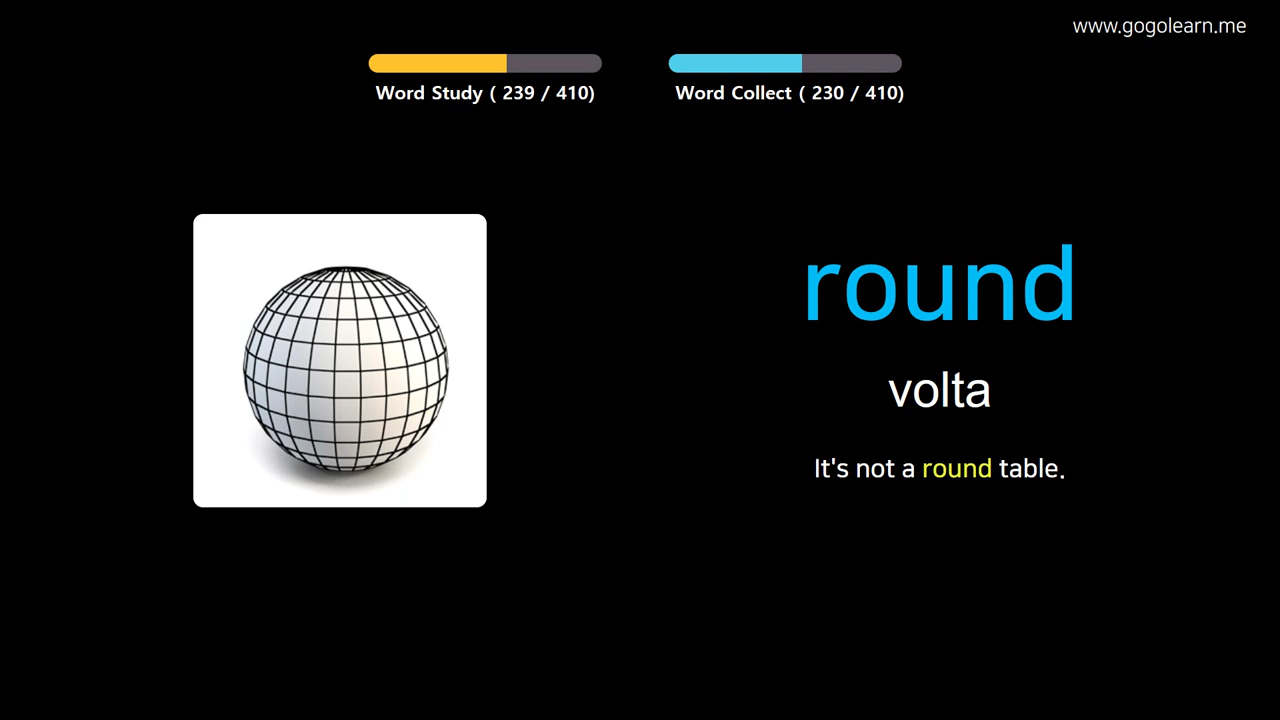 www.gogolearn.me
Word Study ( 239 / 410)
Word Collect ( 230 / 410)
round
volta
It's not a round table.